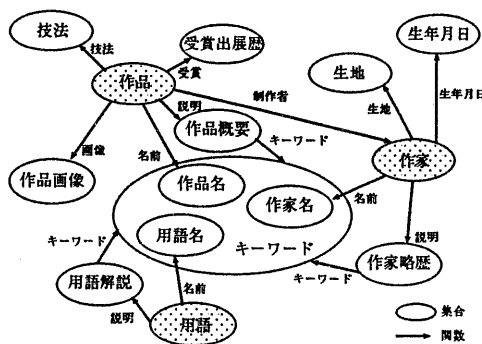 技法
受賞出展歴
生年月日
技法
作品
受賞
生地
制作者
生年月日
説明
生地
作品概要
キーワード
画像
名前
作家
作品画像
作品名
作家名
名前
用語名
キーワード
説明
キーワード
キーワード
作家略歴
用語解説
名前
説明
用語
集合
関数